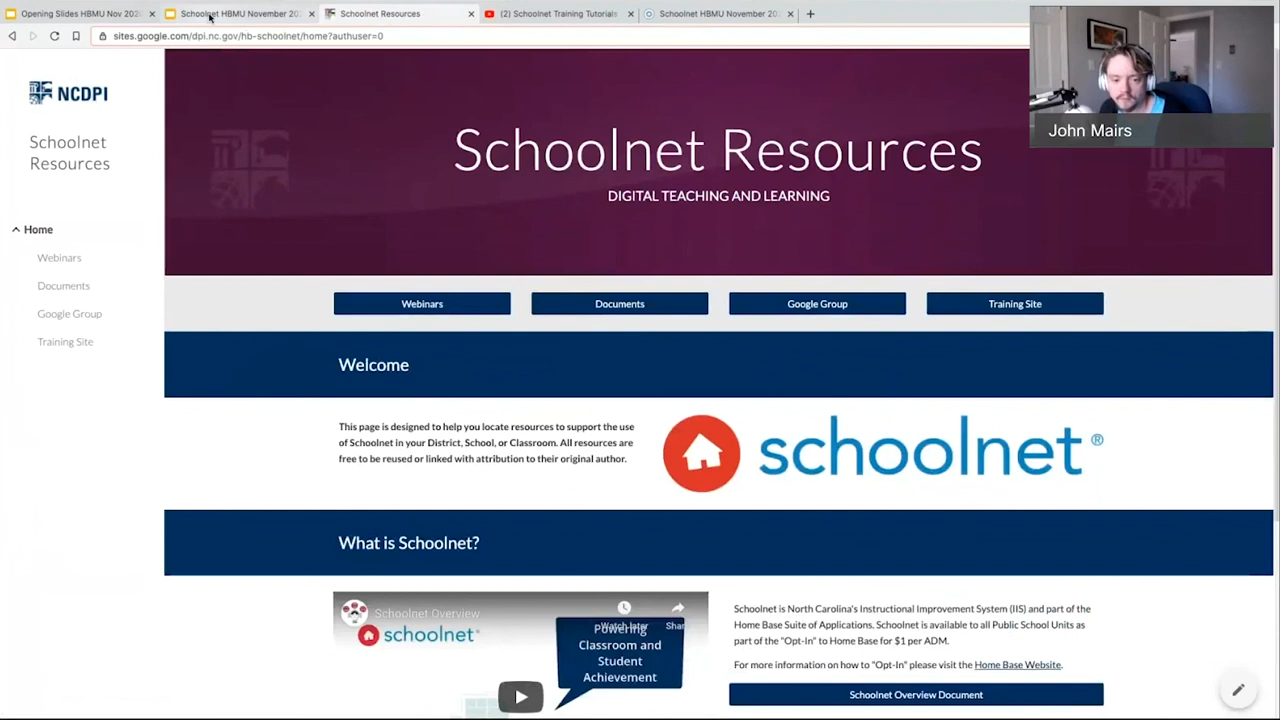 Opening Slides HBMU Nov 202
Schoolnet HBMU November 202
Schoolnet Resources
(2) Schoolnet Training Tutorials
Schoolnet HBMU November 202
sites.google.com/dpi.nc.gov/hb-schoolnet/home?authuser=0
John Mairs
NCDPI
Schoolnet
Resources
Home
Webinars
Documents
Google Group
Training Site
Schoolnet Resources
DIGITAL TEACHING AND LEARNING
Webinars
Documents
Google Group
Training Site
Welcome
This page is designed to help you locate resources to support the use
of Schoolnet in your District, School, or Classroom. All resources are
free to be reused or linked with attribution to their original author.
schoolnet®
What is Schoolnet?
Schoolnet Overview
schoolnet
Watch later
Shar
Powering
Classroom and
Student
Achievement
Schoolnet is North Carolina's Instructional Improvement System (IIS) and part of the
Home Base Suite of Applications. Schoolnet is available to all Public School Units as
part of the "Opt-In" to Home Base for $1 per ADM.
For more information on how to "Opt-In" please visit the Home Base Website.
Schoolnet Overview Document